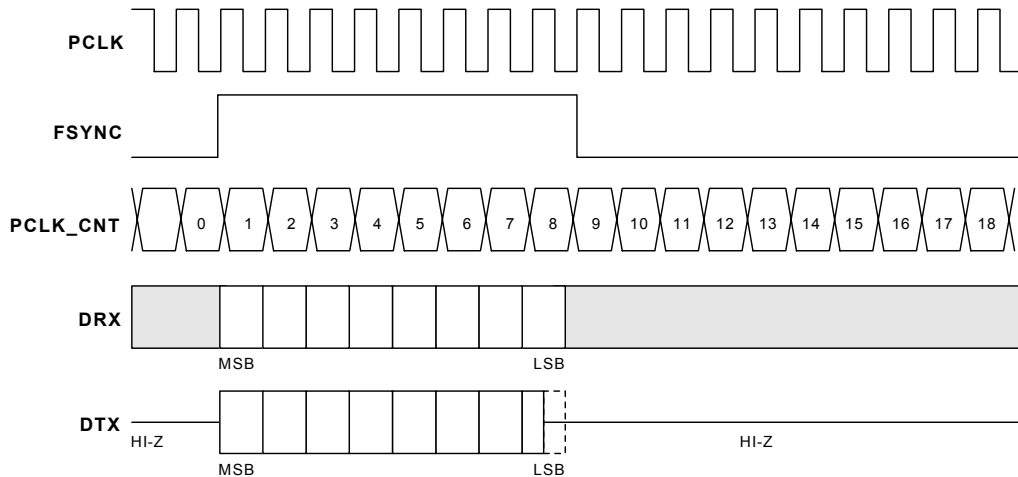 PCLK
FSYNC
PCLK_CNT 0 1 2 3 4 5 6 7 8 9 10 11 12 13 14 15 16 17 18
DRX
MSB LSB
DTX
HI-Z HI-Z
MSB LSB